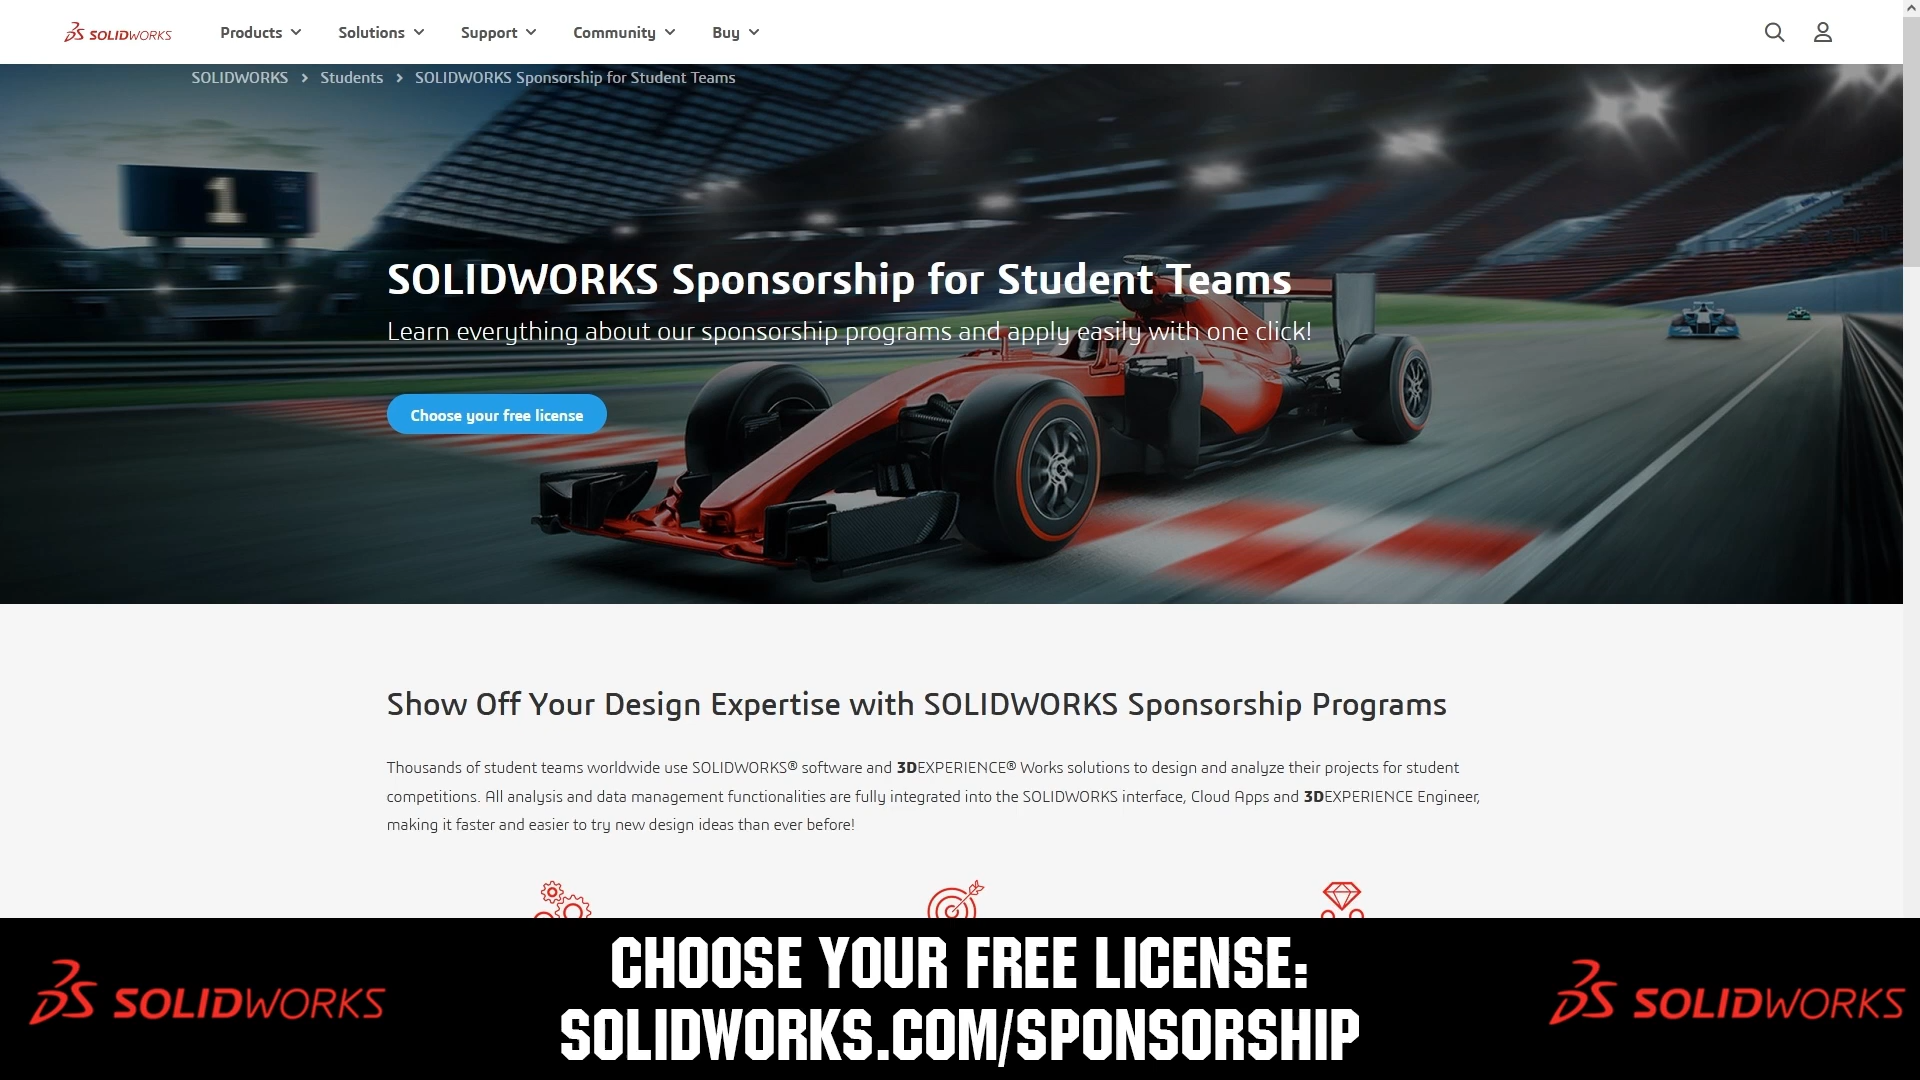 SOLIDWORKS
Products
Solutions
Support
Community
Buy
SOLIDWORKS > Students > SOLIDWORKS Sponsorship for Student Teams
1
SOLIDWORKS Sponsorship for Student Teams
Learn everything about our sponsorship programs and apply easily with one click!
Choose your free license
Show Off Your Design Expertise with SOLIDWORKS Sponsorship Programs
Thousands of student teams worldwide use SOLIDWORKS® software and 3DEXPERIENCE® Works solutions to design and analyze their projects for student
competitions. All analysis and data management functionalities are fully integrated into the SOLIDWORKS interface, Cloud Apps and 3DEXPERIENCE Engineer,
making it faster and easier to try new design ideas than ever before!
CHOOSE YOUR FREE LICENSE:
SOLIDWORKS.COM/SPONSORSHIP
SOLIDWORKS
SOLIDWORKS